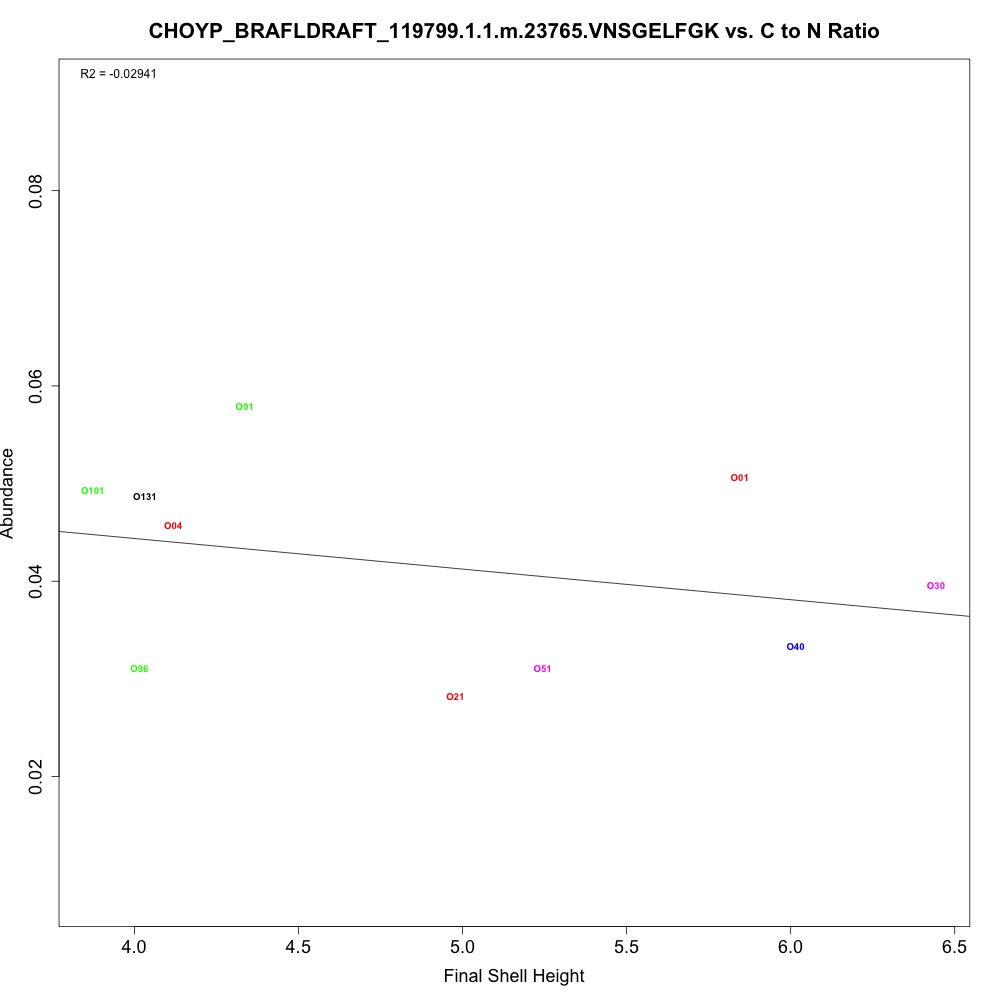 CHOYP_BRAFLDRAFT_119799.1.1.m.23765.VNSGELFGK vs. C to N Ratio
R2 = -0.02941
0.08
0.06
0.04
0.02
Abundance
O91
O101
O131
O04
O01
O30
O40
O96
O51
O21
4.0 4.5 5.0 5.5 6.0 6.5
Final Shell Height